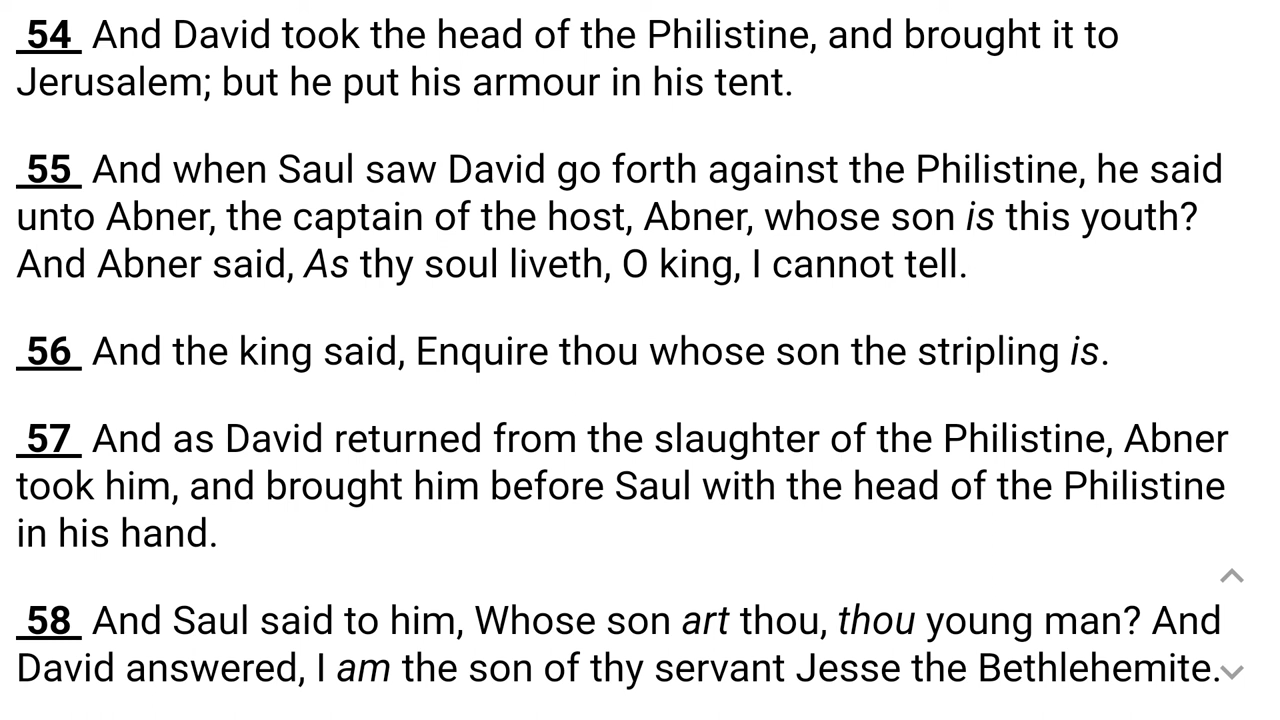 54 And David took the head of the Philistine, and brought it to
Jerusalem; but he put his armour in his tent.
55 And when Saul saw David go forth against the Philistine, he said
unto Abner, the captain of the host, Abner, whose son is this youth?
And Abner said, As thy soul liveth, O king, I cannot tell.
56 And the king said, Enquire thou whose son the stripling is.
57 And as David returned from the slaughter of the Philistine, Abner
took him, and brought him before Saul with the head of the Philistine
in his hand.
58 And Saul said to him, Whose son art thou, thou young man? And
David answered, I am the son of thy servant Jesse the Bethlehemite.